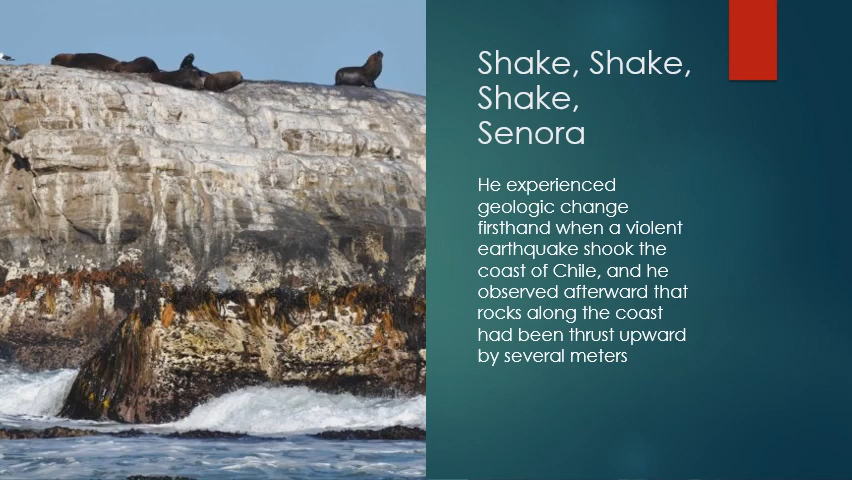 Shake, Shake,
Shake,
Senora
He experienced
geologic change
firsthand when a violent
earthquake shook the
coast of Chile, and he
observed afterward that
rocks along the coast
had been thrust upward
by several meters